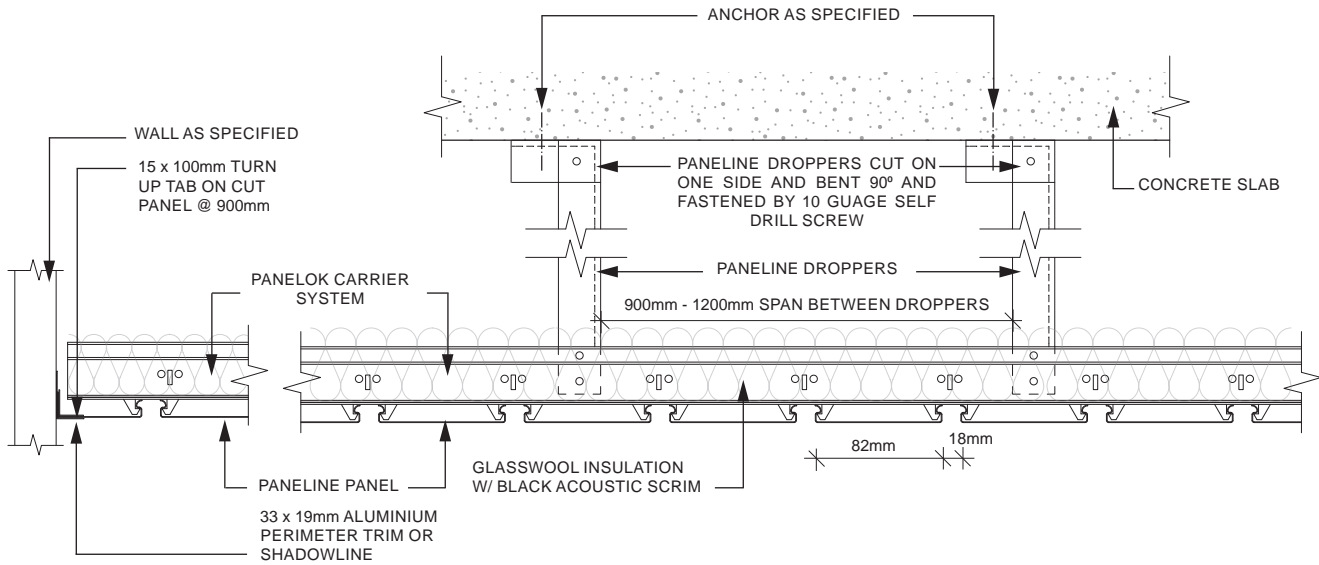 ANCHOR AS SPECIFIED
WALL AS SPECIFIED
15 x 100mm TURN
UP TAB ON CUT
PANEL @ 900mm
PANELINE DROPPERS CUT ON
ONE SIDE AND BENT 90º AND
FASTENED BY 10 GUAGE SELF
DRILL SCREW
CONCRETE SLAB
PANELOK CARRIER
SYSTEM
PANELINE DROPPERS
900mm - 1200mm SPAN BETWEEN DROPPERS
82mm
18mm
GLASSWOOL INSULATION
W/ BLACK ACOUSTIC SCRIM
PANELINE PANEL
33 x 19mm ALUMINIUM
PERIMETER TRIM OR
SHADOWLINE